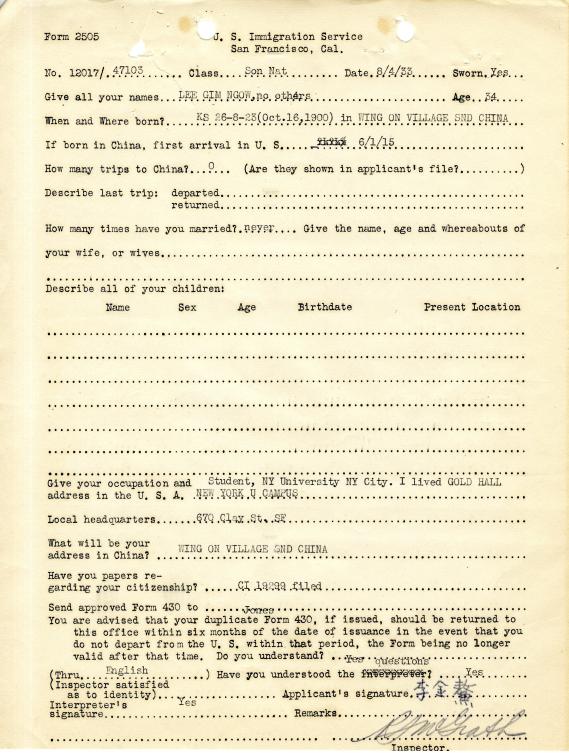 Form 2505 U. S. Immigration Service
San Francisco, Cal.
No. 12017/.47103........ Class....Son Nat........ Date.8/4/33...... Sworn.Yes...
Give all your names...LEE GIM NGOW,no others....................... Age..34....
When and Where born?.....KS 26-8-23(Oct.16,1900) in WING ON VILLAGE SND CHINA
If born in China, first arrival in U. S..... 6/1/15
How many trips to China?...0... (Are they shown in applicant's file?..........)
Describe last trip: departed..................................................
returned..................................................
How many times have you married?.never.... Give the name, age and whereabouts of
your wife, or wives...........................................................
..............................................................................
Describe all of your children:
Name Sex Age Birthdate Present Location
..............................................................................
..............................................................................
..............................................................................
..............................................................................
..............................................................................
..............................................................................
..............................................................................
Give your occupation and Student, NY University NY City. I lived GOLD HALL
address in the U. S. A. NEW YORK U CAMPUS.....................................
Local headquarters......670 Clay St. SF.......................................
What will be your
address in China? ...WING ON VILLAGE SND CHINA................................
Have you papers re-
garding your citizenship? .....CI 19299 filed.................................
Send approved Form 430 to ......Jones.........................................
You are advised that your duplicate Form 430, if issued, should be returned to
this office within six months of the date of issuance in the event that you
do not depart from the U. S. within that period, the Form being no longer
valid after that time. Do you understand? ...Yes..............................
questions
(Thru....English..............) Have you understood the interpreter? ...Yes......
(Inspector satisfied
as to identity)......Yes............. Applicant's signature.李金鰲
Interpreter's
signature........................ Remarks.....................................
Inspector.